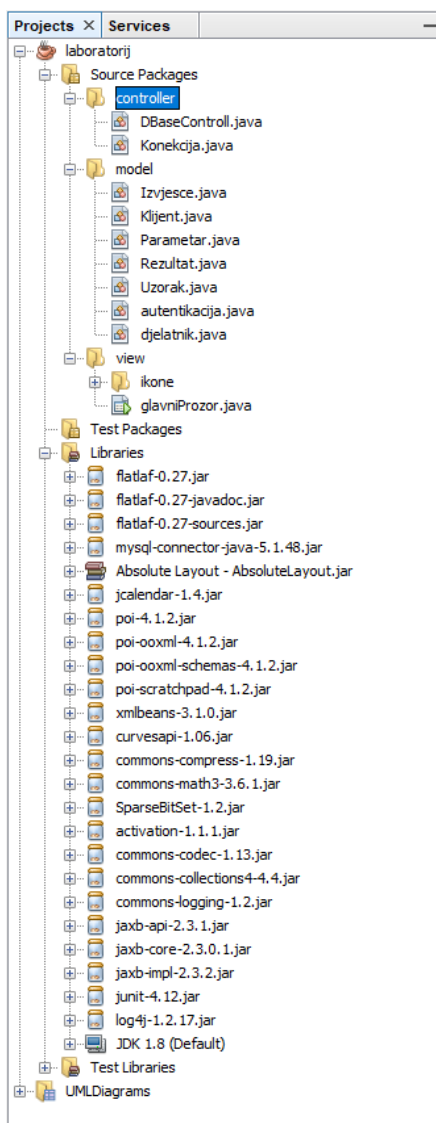 Projects × Services
laboratorij
Source Packages
controller
DBaseControll.java
Konekcija.java
model
Izvjesce.java
Klijent.java
Parametar.java
Rezultat.java
Uzorak.java
autentikacija.java
djelatnik.java
view
ikone
glavniProzor.java
Test Packages
Libraries
flatlaf-0.27.jar
flatlaf-0.27-javadoc.jar
flatlaf-0.27-sources.jar
mysql-connector-java-5.1.48.jar
Absolute Layout - AbsoluteLayout.jar
jcalendar-1.4.jar
poi-4.1.2.jar
poi-ooxml-4.1.2.jar
poi-ooxml-schemas-4.1.2.jar
poi-scratchpad-4.1.2.jar
xmlbeans-3.1.0.jar
curvesapi-1.06.jar
commons-compress-1.19.jar
commons-math3-3.6.1.jar
SparseBitSet-1.2.jar
activation-1.1.1.jar
commons-codec-1.13.jar
commons-collections4-4.4.jar
commons-logging-1.2.jar
jaxb-api-2.3.1.jar
jaxb-core-2.3.0.1.jar
jaxb-impl-2.3.2.jar
junit-4.12.jar
log4j-1.2.17.jar
JDK 1.8 (Default)
Test Libraries
UMLDiagrams